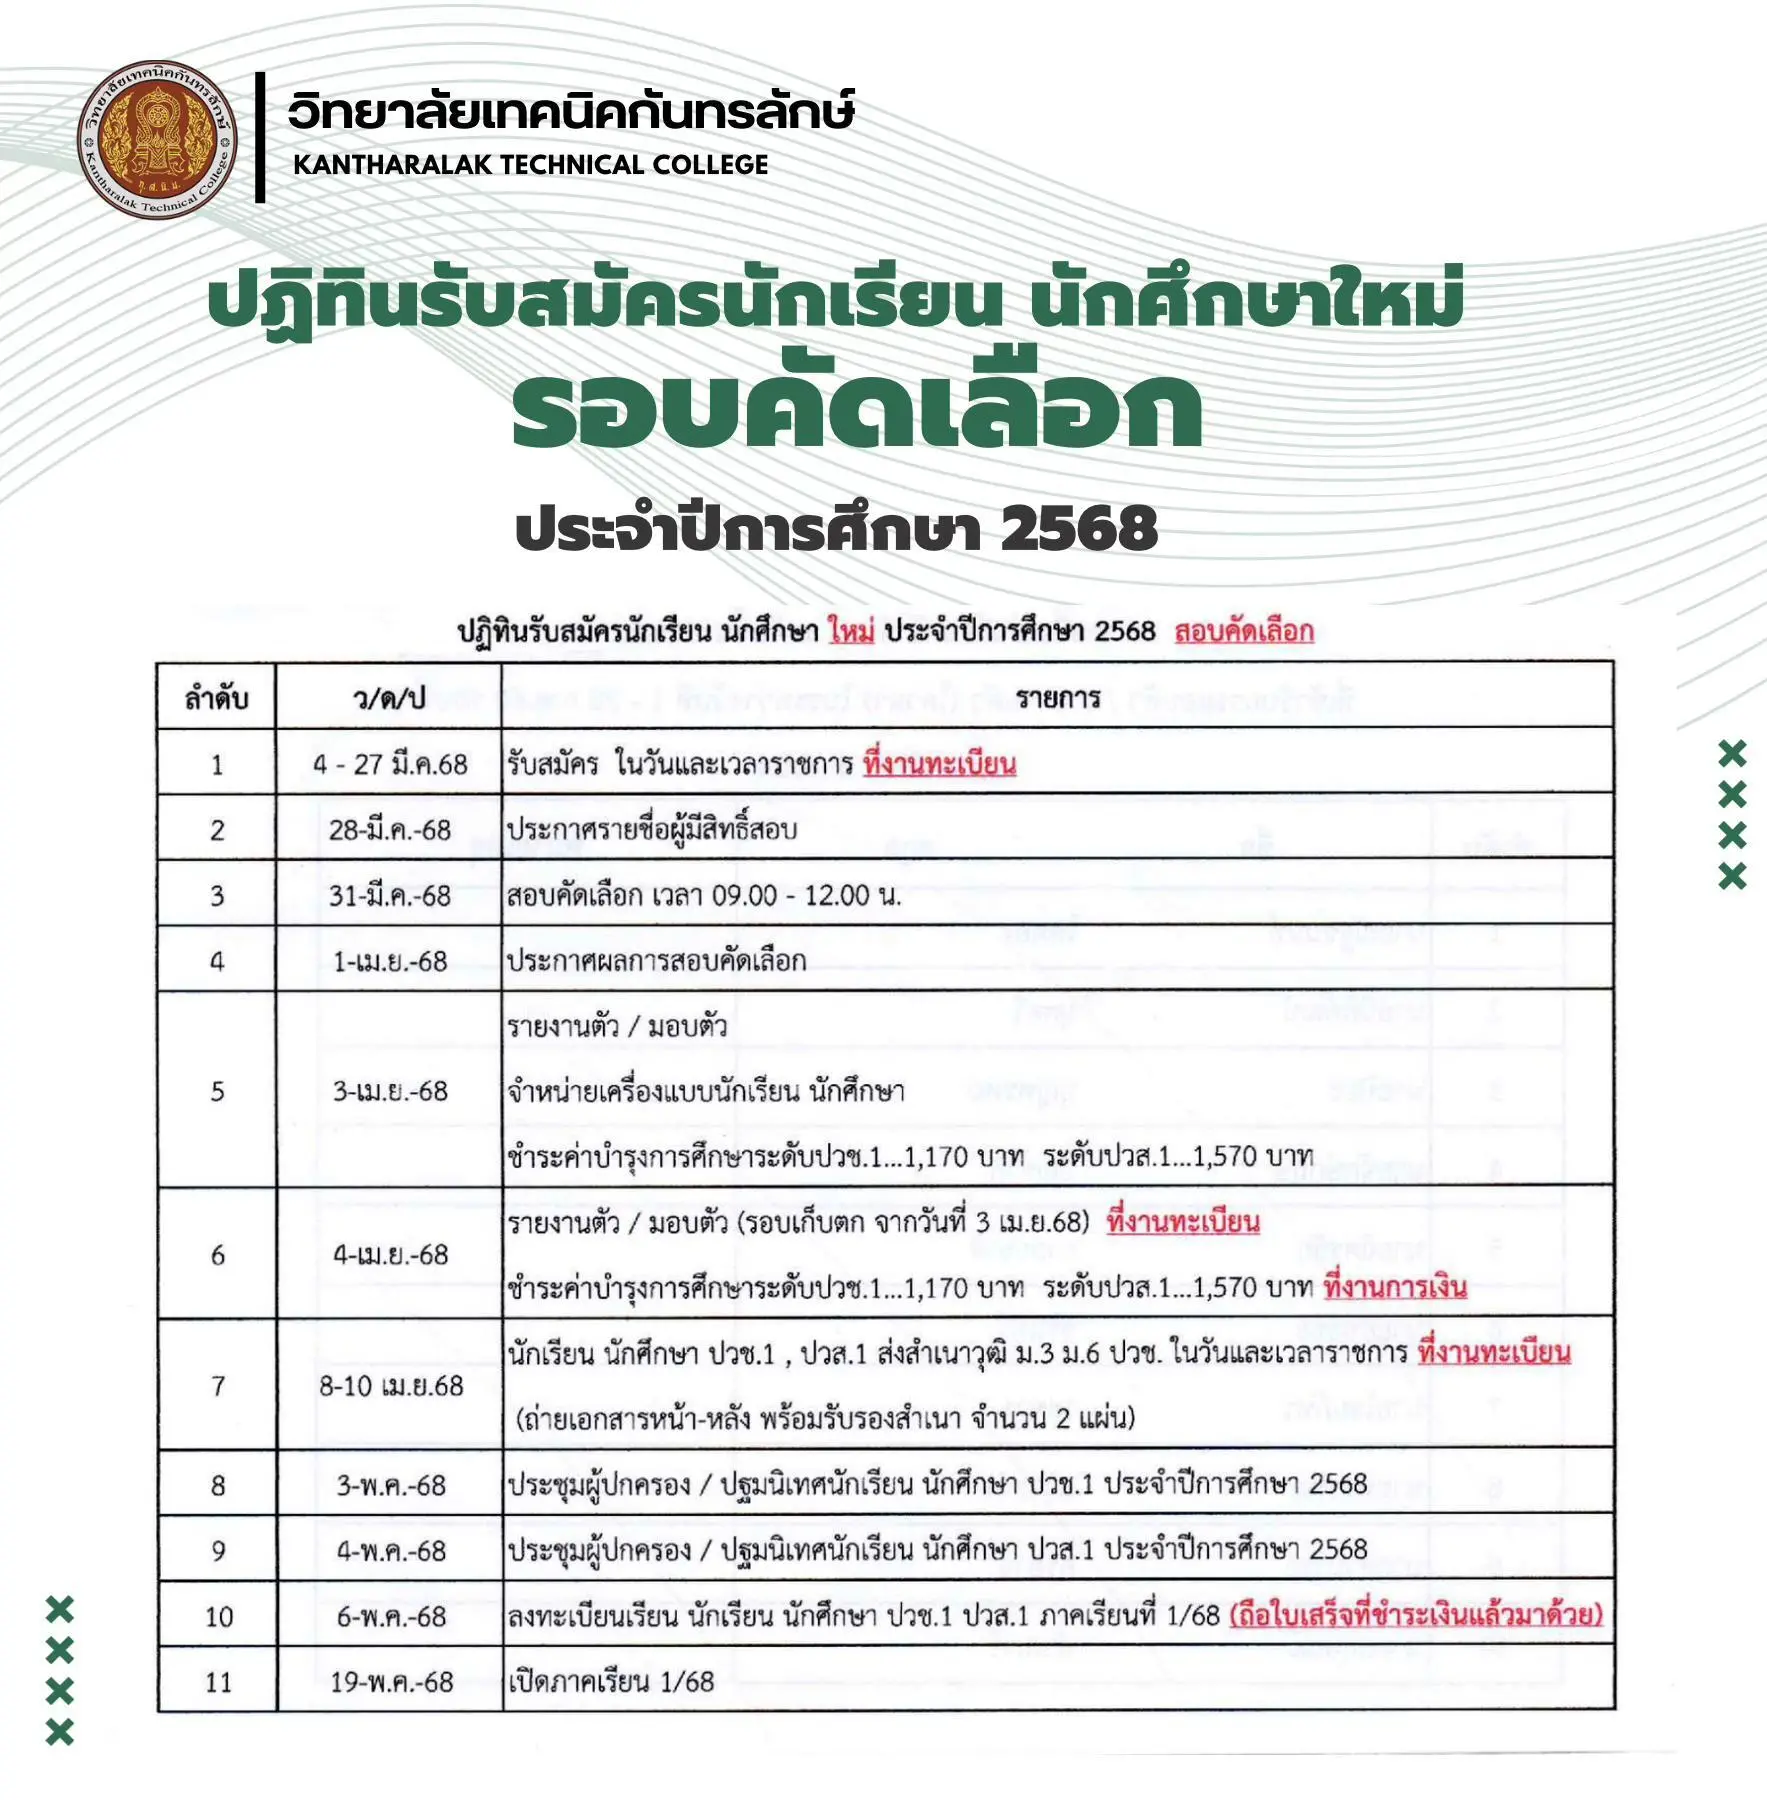 วิทยาลัยเทคนิคกันทรลักษ์
Kantharalak Technical College
ท.ส.น.ม.
วิทยาลัยเทคนิคกันทรลักษ์
KANTHARALAK TECHNICAL COLLEGE
ปฏิทินรับสมัครนักเรียน นักศึกษาใหม่
รอบคัดเลือก
ประจำปีการศึกษา 2568
ปฏิทินรับสมัครนักเรียน นักศึกษา ใหม่ ประจำปีการศึกษา 2568 สอบคัดเลือก
ลำดับ ว/ด/ป รายการ
1 4 - 27 มี.ค.68 รับสมัคร ในวันและเวลาราชการ ที่งานทะเบียน
2 28-มี.ค.-68 ประกาศรายชื่อผู้มีสิทธิ์สอบ
3 31-มี.ค.-68 สอบคัดเลือก เวลา 09.00 - 12.00 น.
4 1-เม.ย.-68 ประกาศผลการสอบคัดเลือก
รายงานตัว / มอบตัว
5 3-เม.ย.-68 จำหน่ายเครื่องแบบนักเรียน นักศึกษา
ชำระค่าบำรุงการศึกษาระดับปวช.1...1,170 บาท ระดับปวส.1...1,570 บาท
รายงานตัว / มอบตัว (รอบเก็บตก จากวันที่ 3 เม.ย.68) ที่งานทะเบียน
6 4-เม.ย.-68
ชำระค่าบำรุงการศึกษาระดับปวช.1...1,170 บาท ระดับปวส.1...1,570 บาท ที่งานการเงิน
นักเรียน นักศึกษา ปวช.1 , ปวส.1 ส่งสำเนาวุฒิ ม.3 ม.6 ปวช. ในวันและเวลาราชการ ที่งานทะเบียน
7 8-10 เม.ย.68
(ถ่ายเอกสารหน้า-หลัง พร้อมรับรองสำเนา จำนวน 2 แผ่น)
8 3-พ.ค.-68 ประชุมผู้ปกครอง / ปฐมนิเทศนักเรียน นักศึกษา ปวช.1 ประจำปีการศึกษา 2568
9 4-พ.ค.-68 ประชุมผู้ปกครอง / ปฐมนิเทศนักเรียน นักศึกษา ปวส.1 ประจำปีการศึกษา 2568
10 6-พ.ค.-68 ลงทะเบียนเรียน นักเรียน นักศึกษา ปวช.1 ปวส.1 ภาคเรียนที่ 1/68 (ถือใบเสร็จที่ชำระเงินแล้วมาด้วย)
11 19-พ.ค.-68 เปิดภาคเรียน 1/68